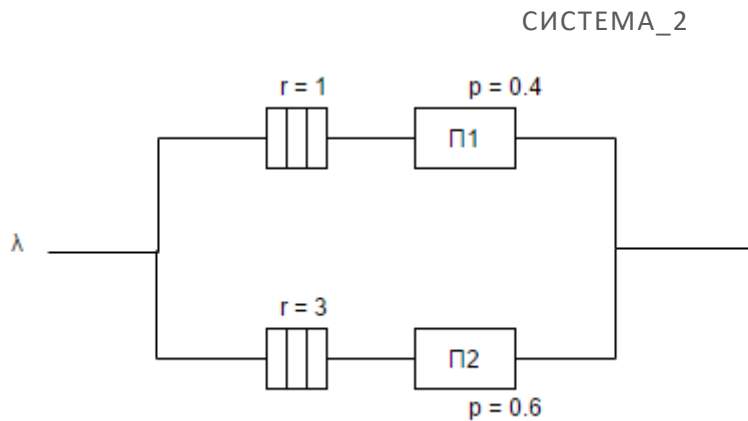 СИСТЕМА_2
r = 1
p = 0.4
П1
λ
r = 3
П2
p = 0.6